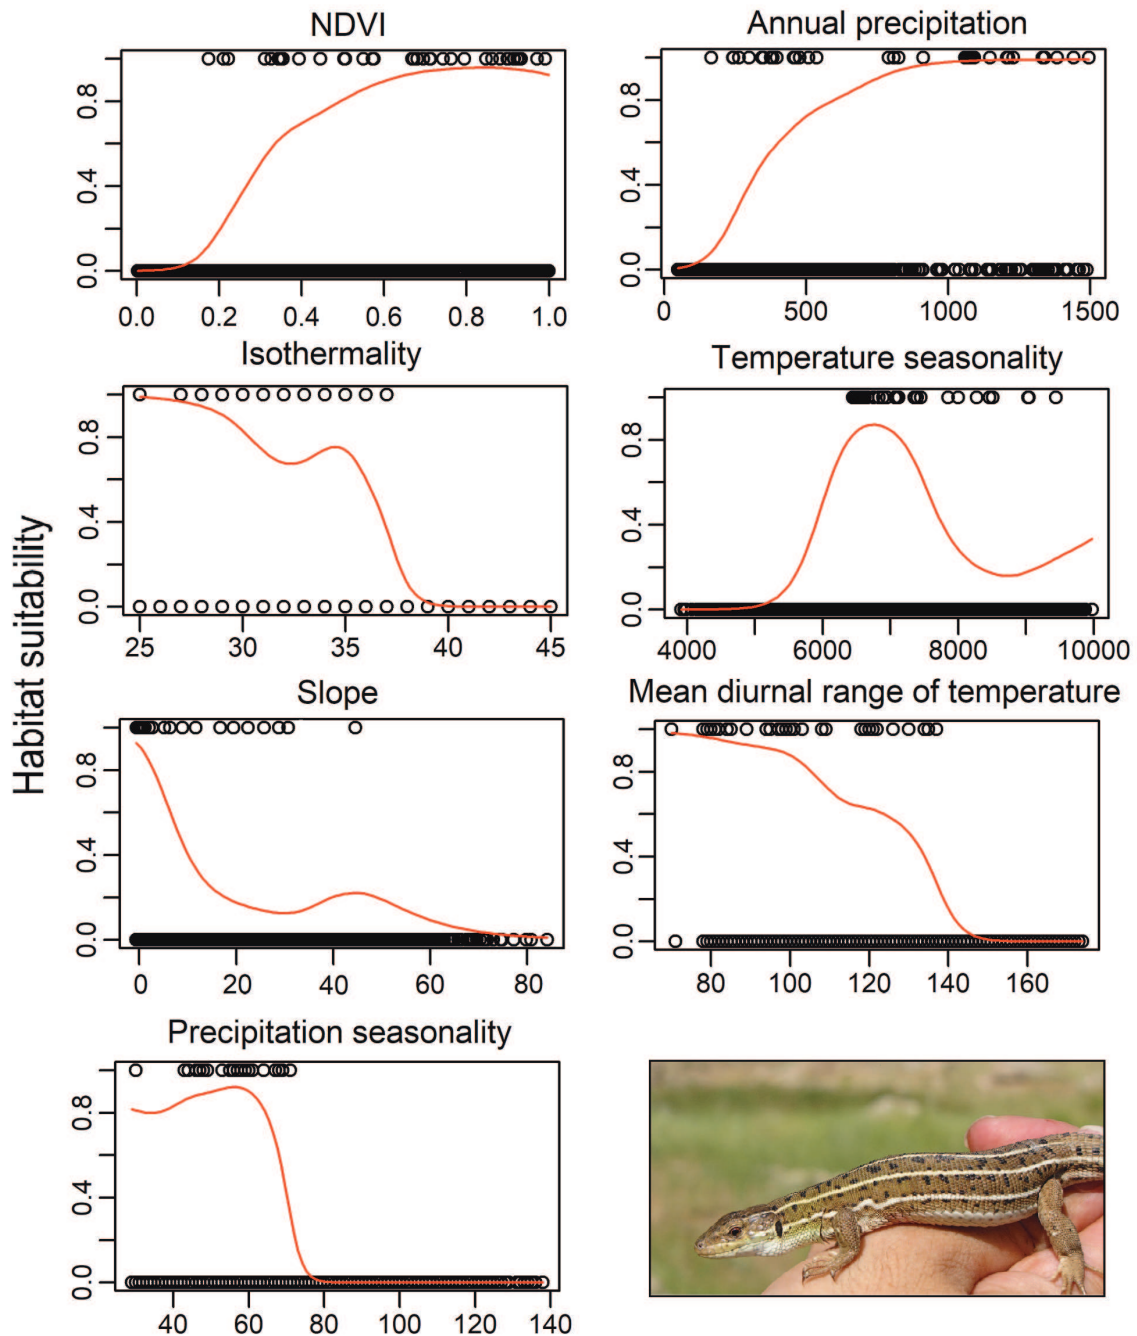 NDVI
0.0 0.4 0.8
0.0 0.2 0.4 0.6 0.8 1.0
Annual precipitation
0.0 0.4 0.8
0 500 1000 1500
Isothermality
0.0 0.4 0.8
25 30 35 40 45
Temperature seasonality
0.0 0.4 0.8
4000 6000 8000 10000
Habitat suitability
Slope
0.0 0.4 0.8
0 20 40 60 80
Mean diurnal range of temperature
0.0 0.4 0.8
80 100 120 140 160
Precipitation seasonality
0.0 0.4 0.8
40 60 80 100 120 140